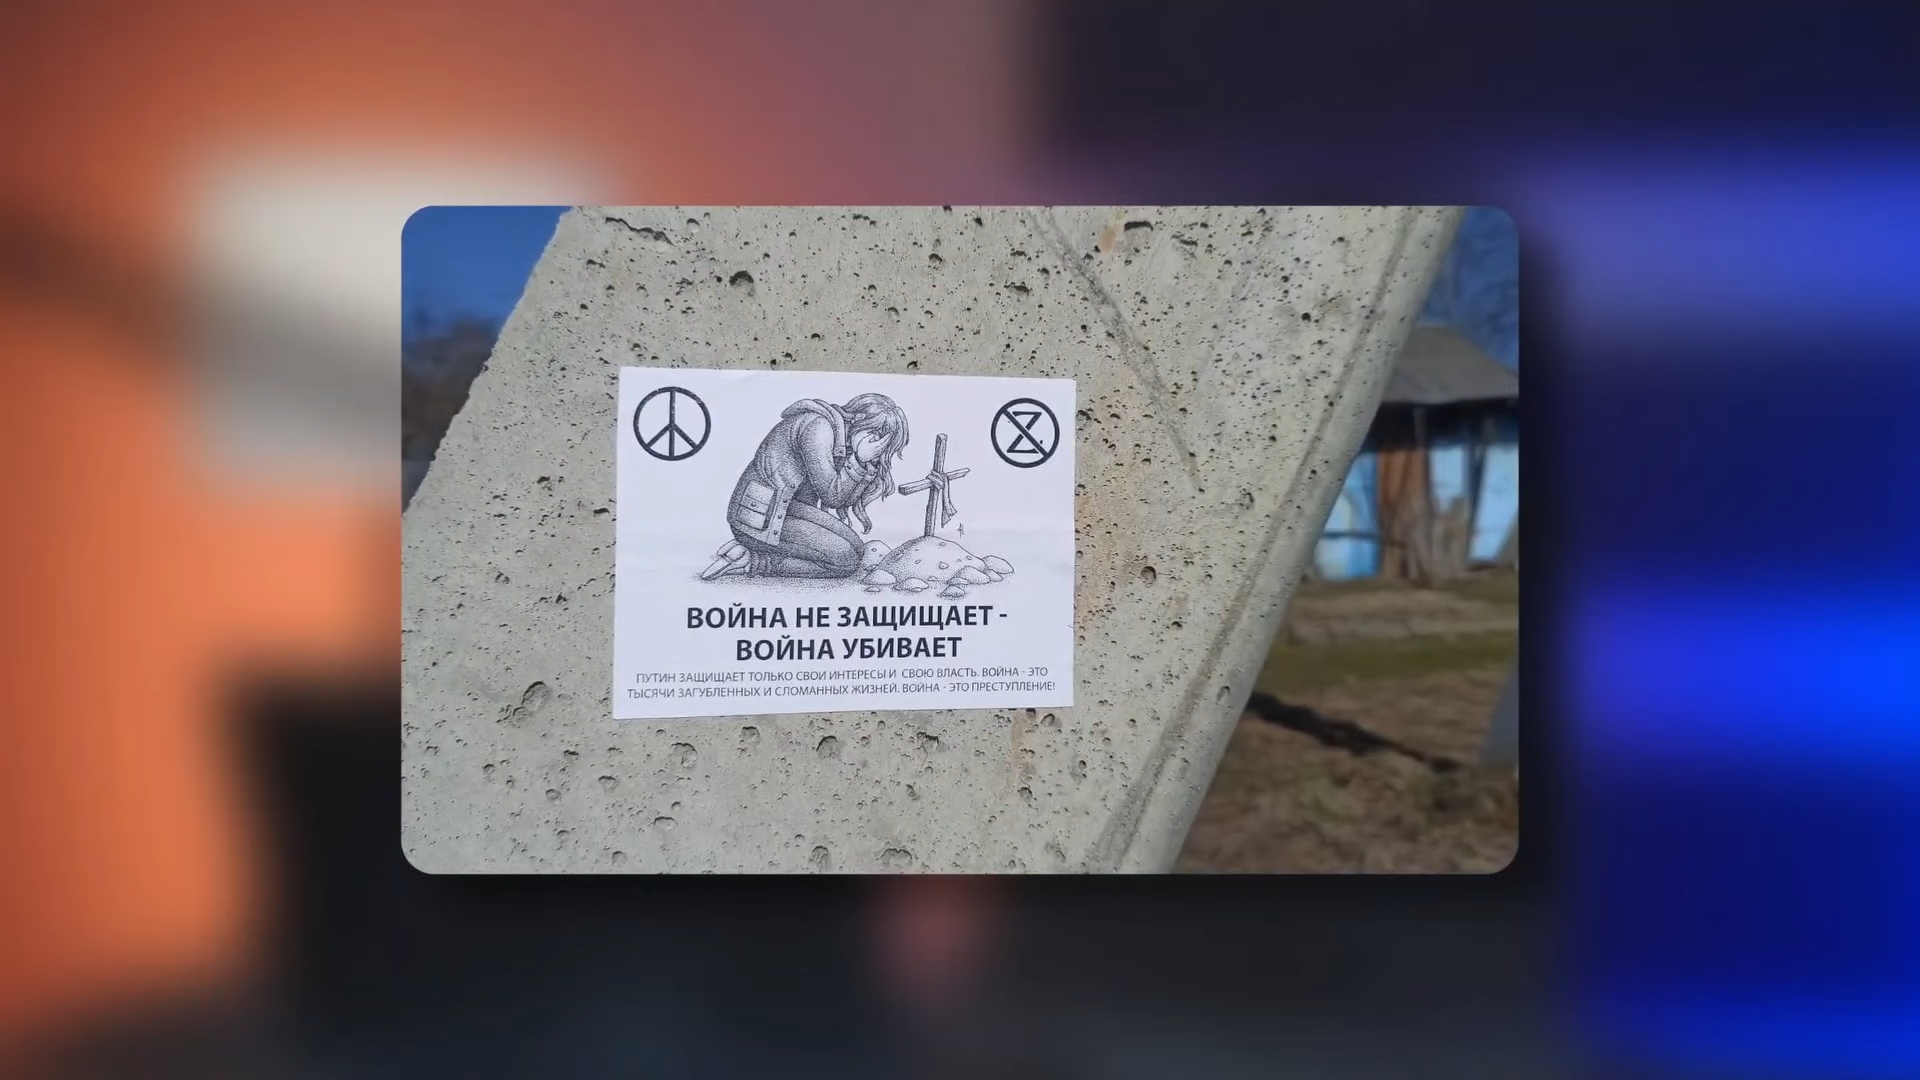 ВОЙНА НЕ ЗАЩИЩАЕТ -
ВОЙНА УБИВАЕТ
ПУТИН ЗАЩИЩАЕТ ТОЛЬКО СВОИ ИНТЕРЕСЫ И СВОЮ ВЛАСТЬ. ВОЙНА - ЭТО
ТЫСЯЧИ ЗАГУБЛЕННЫХ И СЛОМАННЫХ ЖИЗНЕЙ. ВОЙНА - ЭТО ПРЕСТУПЛЕНИЕ!